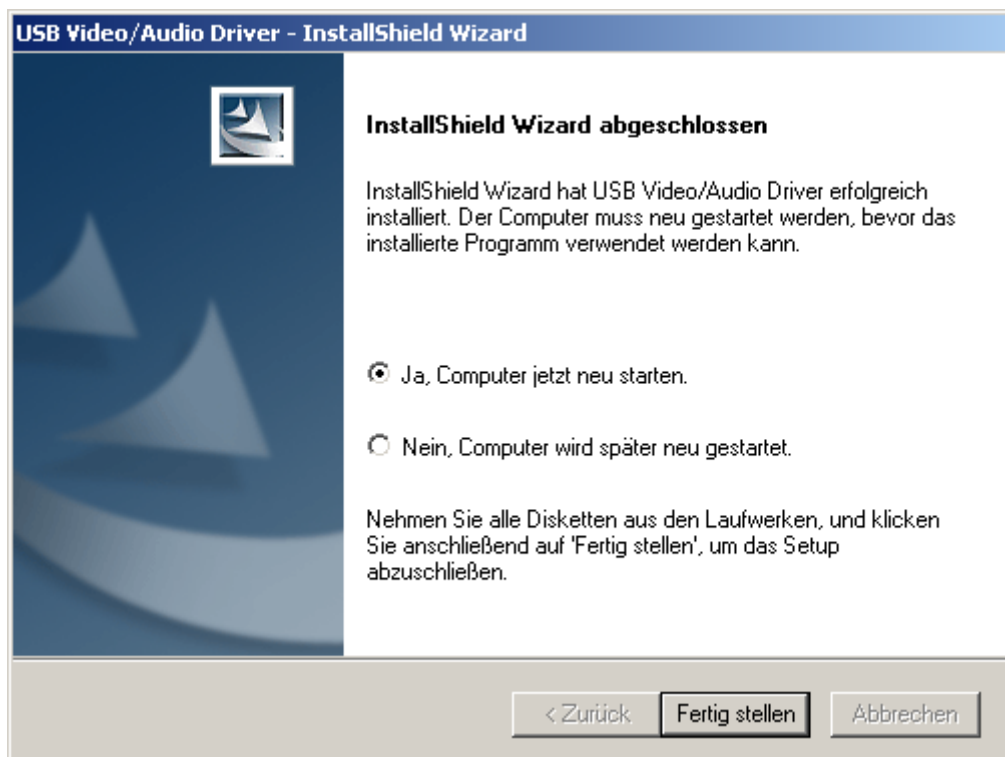 USB Video/Audio Driver - InstallShield Wizard
InstallShield Wizard abgeschlossen
InstallShield Wizard hat USB Video/Audio Driver erfolgreich
installiert. Der Computer muss neu gestartet werden, bevor das
installierte Programm verwendet werden kann.
Ja, Computer jetzt neu starten.
Nein, Computer wird später neu gestartet.
Nehmen Sie alle Disketten aus den Laufwerken, und klicken
Sie anschließend auf 'Fertig stellen', um das Setup
abzuschließen.
< Zurück Fertig stellen Abbrechen